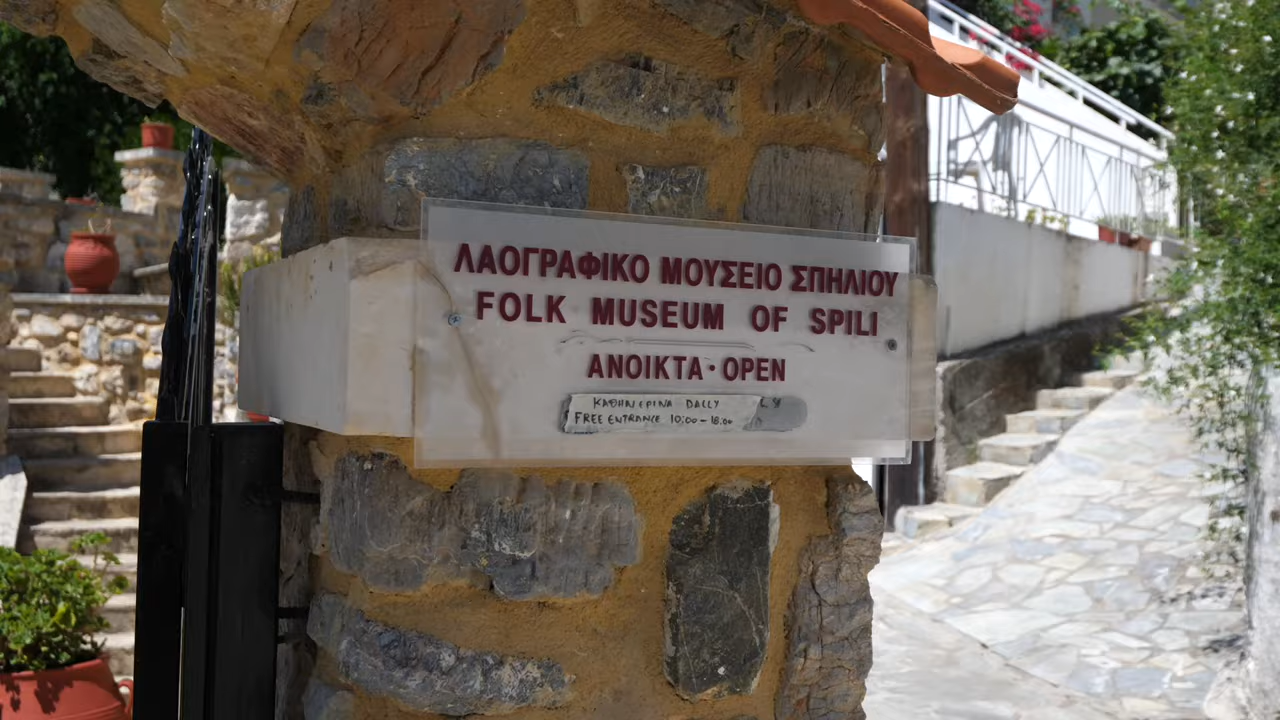 ΛΑΟΓΡΑΦΙΚΟ ΜΟΥΣΕΙΟ ΣΠΗΛΙΟΥ
FOLK MUSEUM OF SPILI
ΑΝΟΙΚΤΑ · OPEN
ΚΑΘΗΜΕΡΙΝΑ DAILY
FREE ENTRANCE 10:00 - 18.00